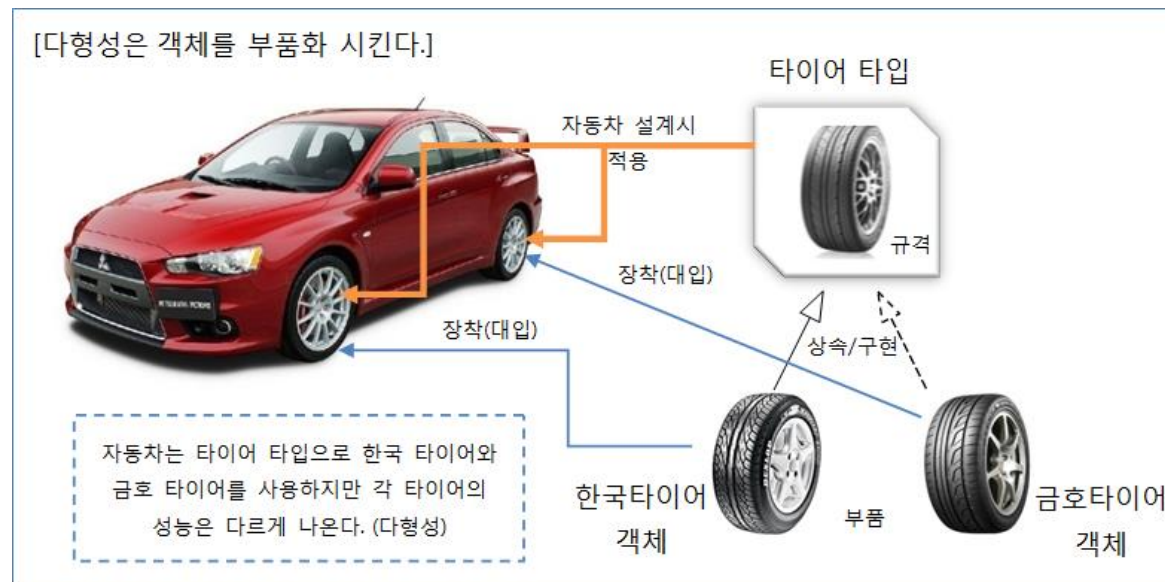 [다형성은 객체를 부품화 시킨다.]
타이어 타입
자동차 설계시
적용
규격
장착(대입)
장착(대입)
상속/구현
자동차는 타이어 타입으로 한국 타이어와
금호 타이어를 사용하지만 각 타이어의
성능은 다르게 나온다. (다형성)
한국타이어
객체
부품
금호타이어
객체